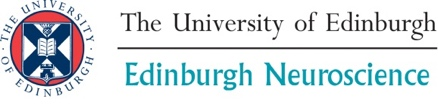 THE UNIVERSITY
OF EDINBURGH
The University of Edinburgh
Edinburgh Neuroscience